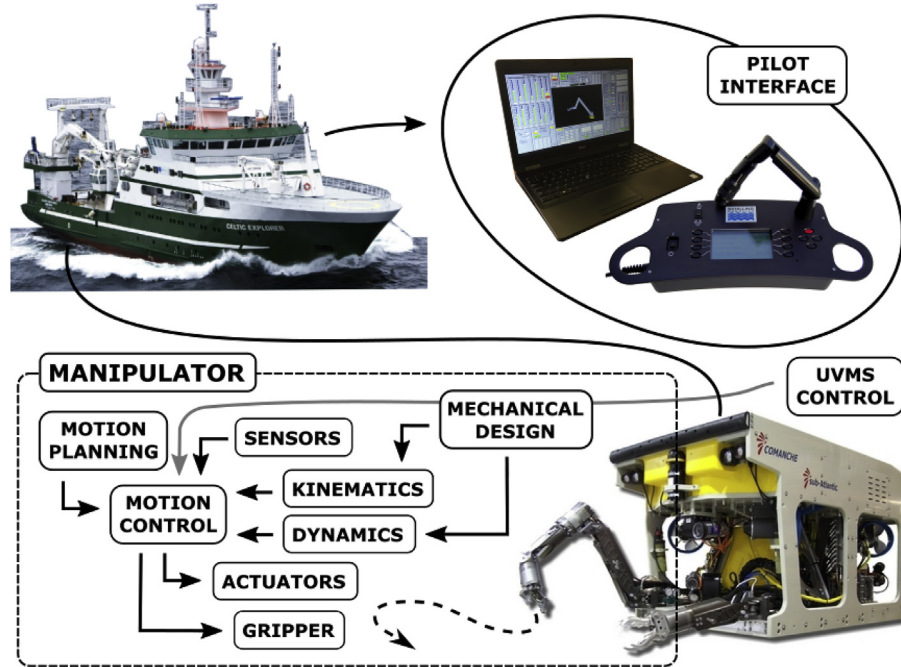 PILOT
INTERFACE
CELTIC EXPLORER
MANIPULATOR
UVMS
CONTROL
MOTION
PLANNING
SENSORS
MECHANICAL
DESIGN
MOTION
CONTROL
KINEMATICS
DYNAMICS
ACTUATORS
GRIPPER
COMANCHE
sub-Atlantic